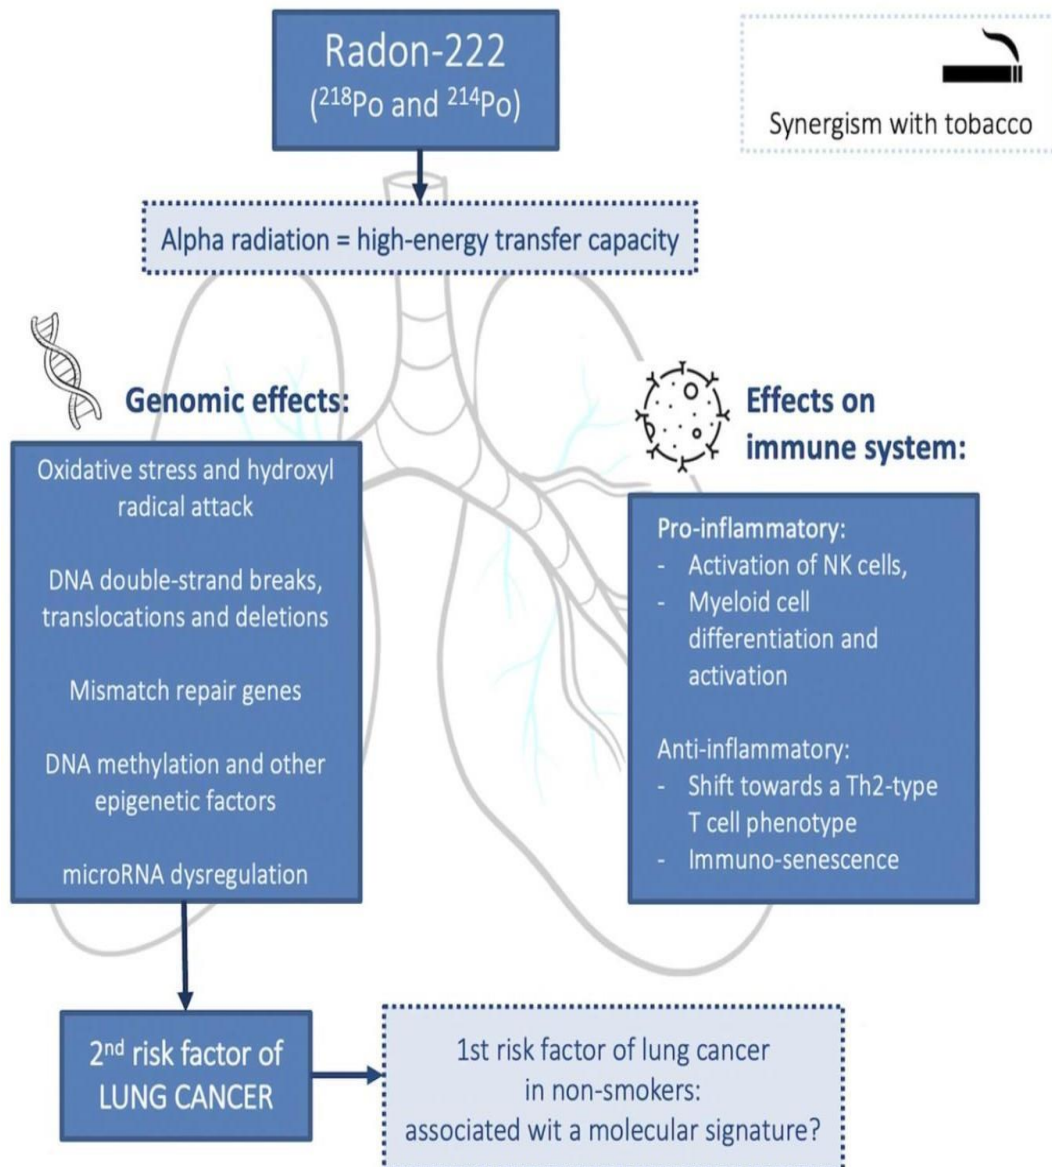 Radon-222
(²¹⁸Po and ²¹⁴Po)
Synergism with tobacco
Alpha radiation = high-energy transfer capacity
Genomic effects:
Oxidative stress and hydroxyl
radical attack
DNA double-strand breaks,
translocations and deletions
Mismatch repair genes
DNA methylation and other
epigenetic factors
microRNA dysregulation
Effects on
immune system:
Pro-inflammatory:
- Activation of NK cells,
- Myeloid cell
differentiation and
activation
Anti-inflammatory:
- Shift towards a Th2-type
T cell phenotype
- Immuno-senescence
2ⁿᵈ risk factor of
LUNG CANCER
1st risk factor of lung cancer
in non-smokers:
associated wit a molecular signature?